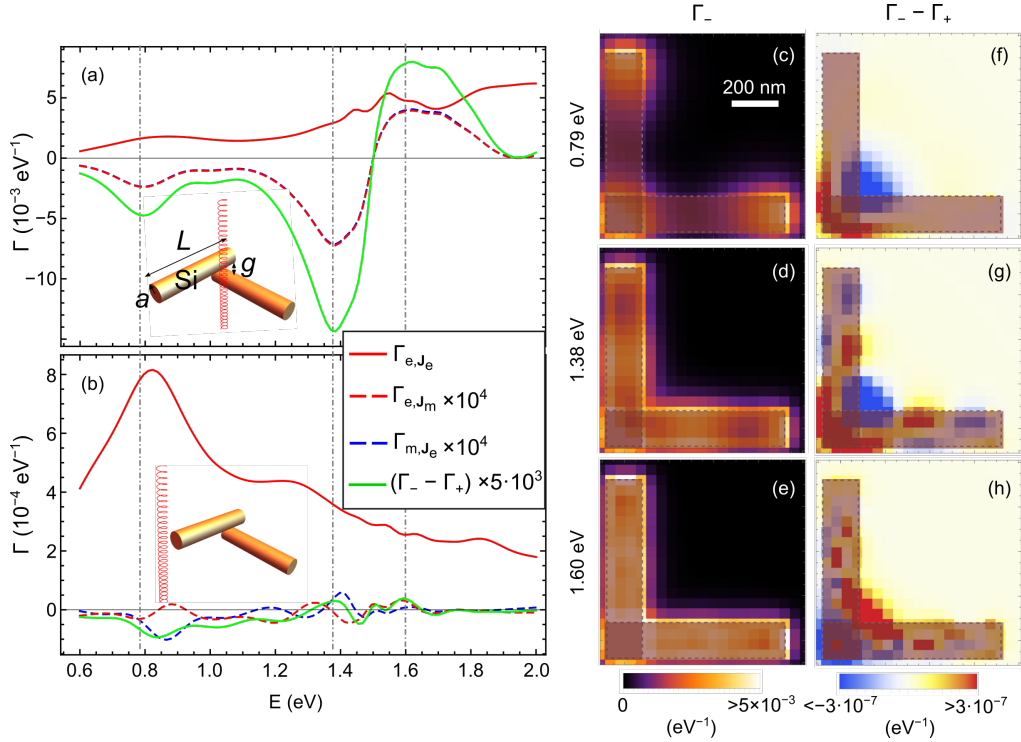 Γ₋
Γ₋ − Γ₊
(a)
5
0
−5
−10
Γ (10⁻³ eV⁻¹)
L
Si
g
a
(b)
8
6
4
2
0
Γ (10⁻⁴ eV⁻¹)
Γe,Jₑ
Γe,Jₘ ×10⁴
Γm,Jₑ ×10⁴
(Γ₋ − Γ₊) ×5·10³
0.6
0.8
1.0
1.2
1.4
1.6
1.8
2.0
E (eV)
0.79 eV
(c)
200 nm
(f)
1.38 eV
(d)
(g)
1.60 eV
(e)
(h)
0
>5×10⁻³
(eV⁻¹)
<−3·10⁻⁷
>3·10⁻⁷
(eV⁻¹)